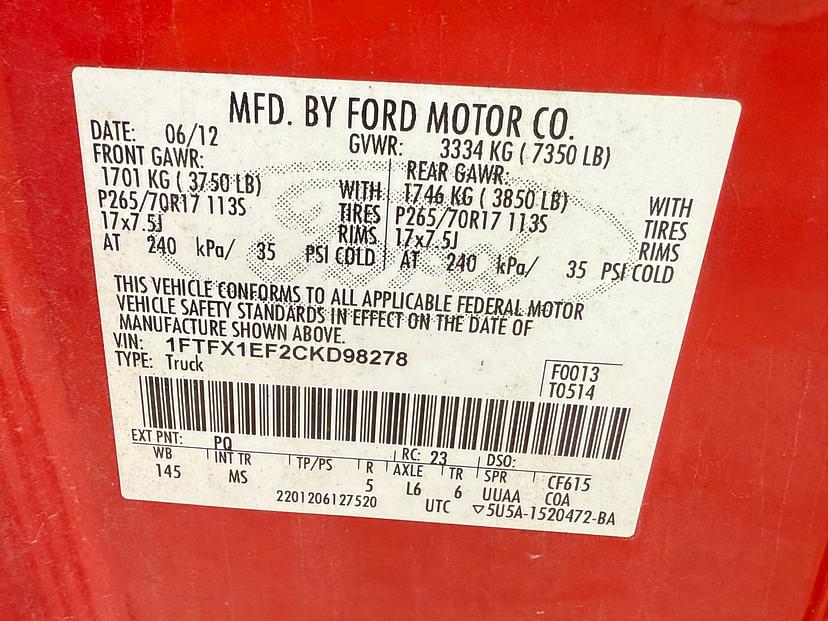 MFD. BY FORD MOTOR CO.
DATE: 06/12 GVWR: 3334 KG ( 7350 LB)
FRONT GAWR: REAR GAWR:
1701 KG ( 3750 LB) WITH 1746 KG ( 3850 LB) WITH
P265/70R17 113S TIRES P265/70R17 113S TIRES
17x7.5J RIMS 17x7.5J RIMS
AT 240 kPa/ 35 PSI COLD AT 240 kPa/ 35 PSI COLD
THIS VEHICLE CONFORMS TO ALL APPLICABLE FEDERAL MOTOR
VEHICLE SAFETY STANDARDS IN EFFECT ON THE DATE OF
MANUFACTURE SHOWN ABOVE.
VIN: 1FTFX1EF2CKD98278
TYPE: Truck
F0013
T0514
EXT PNT: PQ RC: 23 DSO:
WB INT TR TP/PS R AXLE TR SPR CF615
145 MS 5 L6 6 UUAA COA
2201206127520 UTC ▽5U5A-1520472-BA